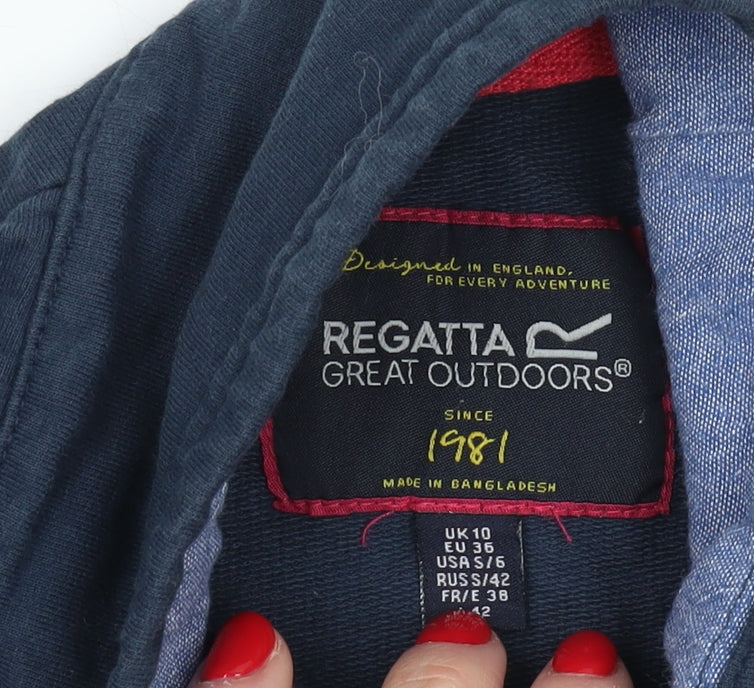 Designed IN ENGLAND,
FOR EVERY ADVENTURE
REGATTA R
GREAT OUTDOORS®
SINCE
1981
MADE IN BANGLADESH
UK 10
EU 36
USA S/6
RUS S/42
FR/E 38
42